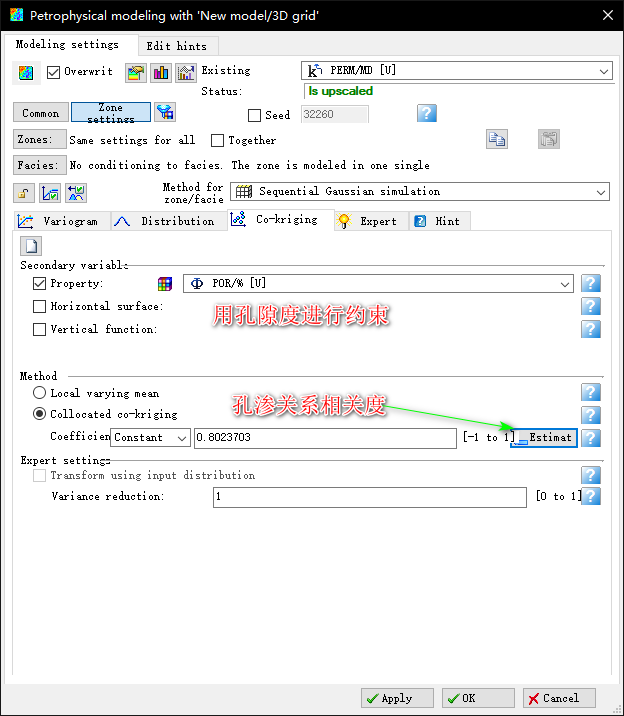 Petrophysical modeling with 'New model/3D grid'
Modeling settings
Edit hints
Overwrit
Existing
PERM/MD [U]
Status:
Is upscaled
Common
Zone settings
Seed
32260
Zones:
Same settings for all
Together
Facies:
No conditioning to facies. The zone is modeled in one single
Method for zone/facie
Sequential Gaussian simulation
Variogram
Distribution
Co-kriging
Expert
Hint
Secondary variable
Property:
POR/% [U]
Horizontal surface:
用孔隙度进行约束
Vertical function:
Method
Local varying mean
孔渗关系相关度
Collocated co-kriging
Coefficien
Constant
0.8023703
[-1 to 1]
Estimat
Expert settings
Transform using input distribution
Variance reduction:
1
[0 to 1]
Apply
OK
Cancel